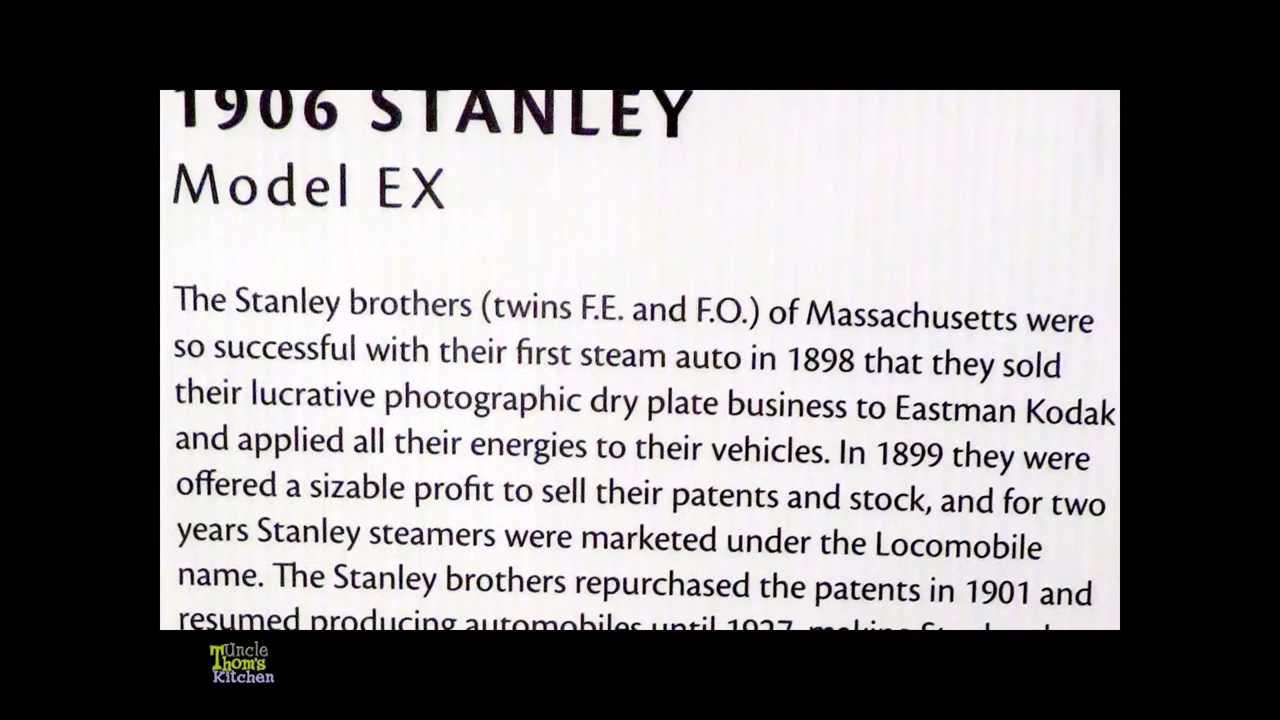 1906 STANLEY
Model EX
The Stanley brothers (twins F.E. and F.O.) of Massachusetts were
so successful with their first steam auto in 1898 that they sold
their lucrative photographic dry plate business to Eastman Kodak
and applied all their energies to their vehicles. In 1899 they were
offered a sizable profit to sell their patents and stock, and for two
years Stanley steamers were marketed under the Locomobile
name. The Stanley brothers repurchased the patents in 1901 and
resumed producing automobiles until
Uncle
Thom's
Kitchen